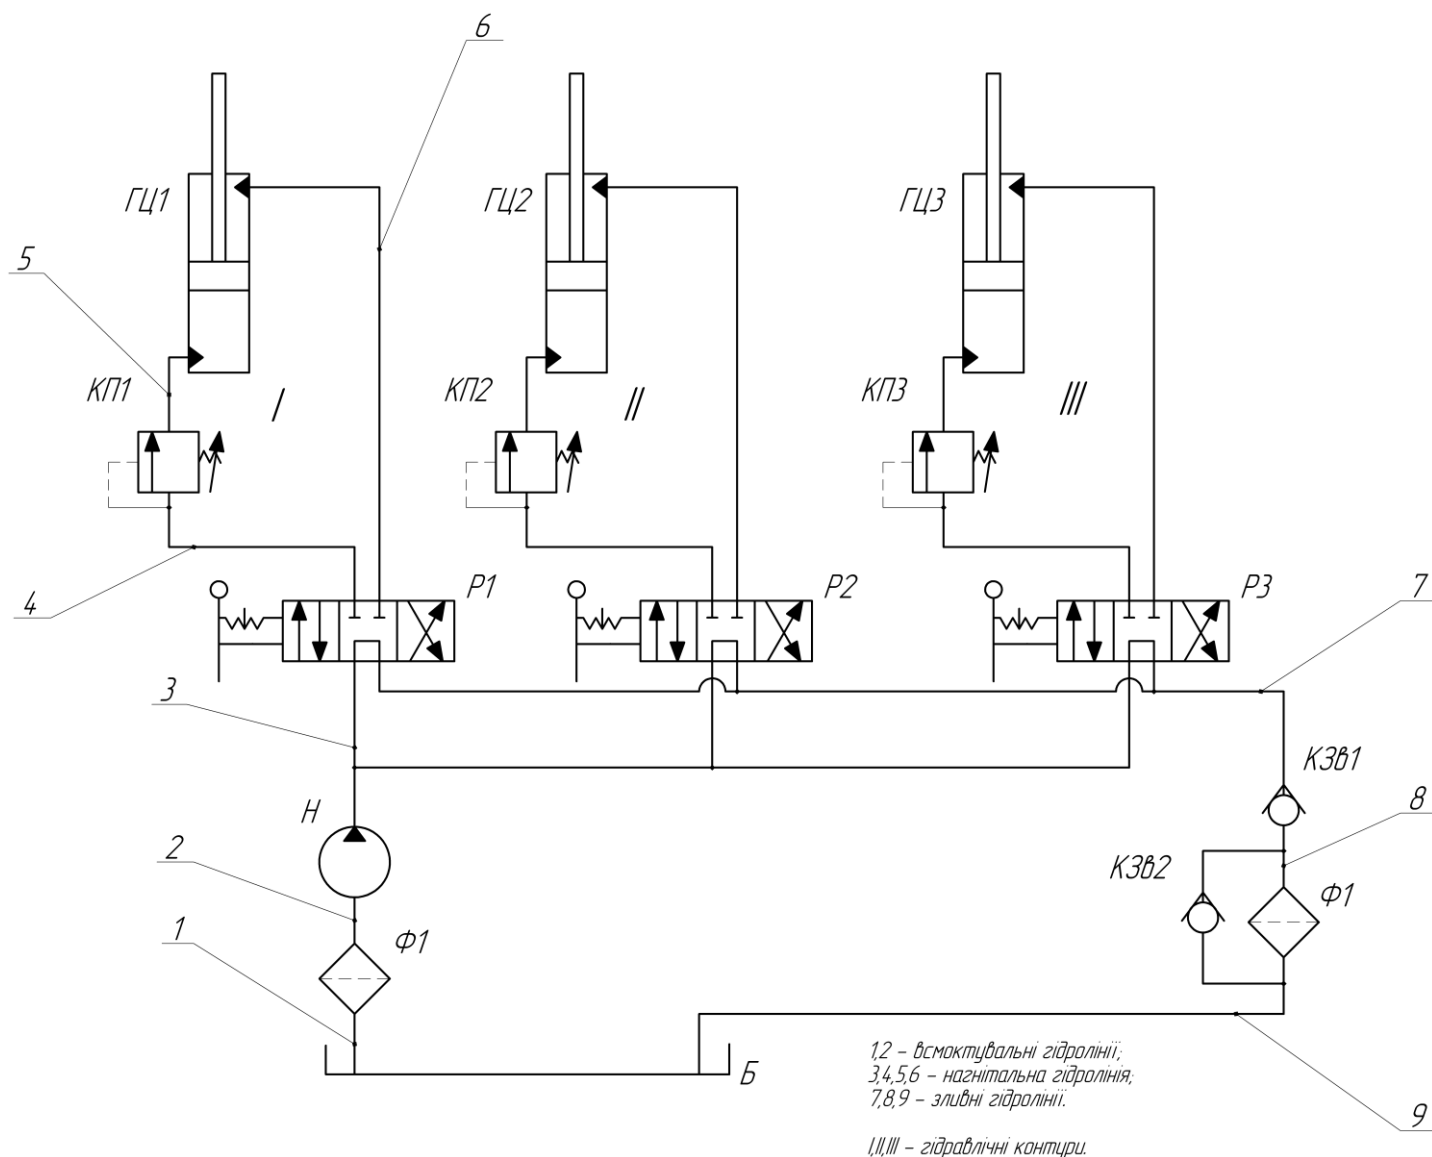 6
ГЦ1
ГЦ2
ГЦ3
5
КП1
I
КП2
II
КП3
III
4
Р1
Р2
Р3
7
3
Н
КЗв1
8
2
КЗв2
Ф1
1
Ф1
Б
1,2 – всмоктувальні гідролінії;
3,4,5,6 – нагнітальна гідролінія;
7,8,9 – зливні гідролінії.
9
I,II,III – гідравлічні контури.